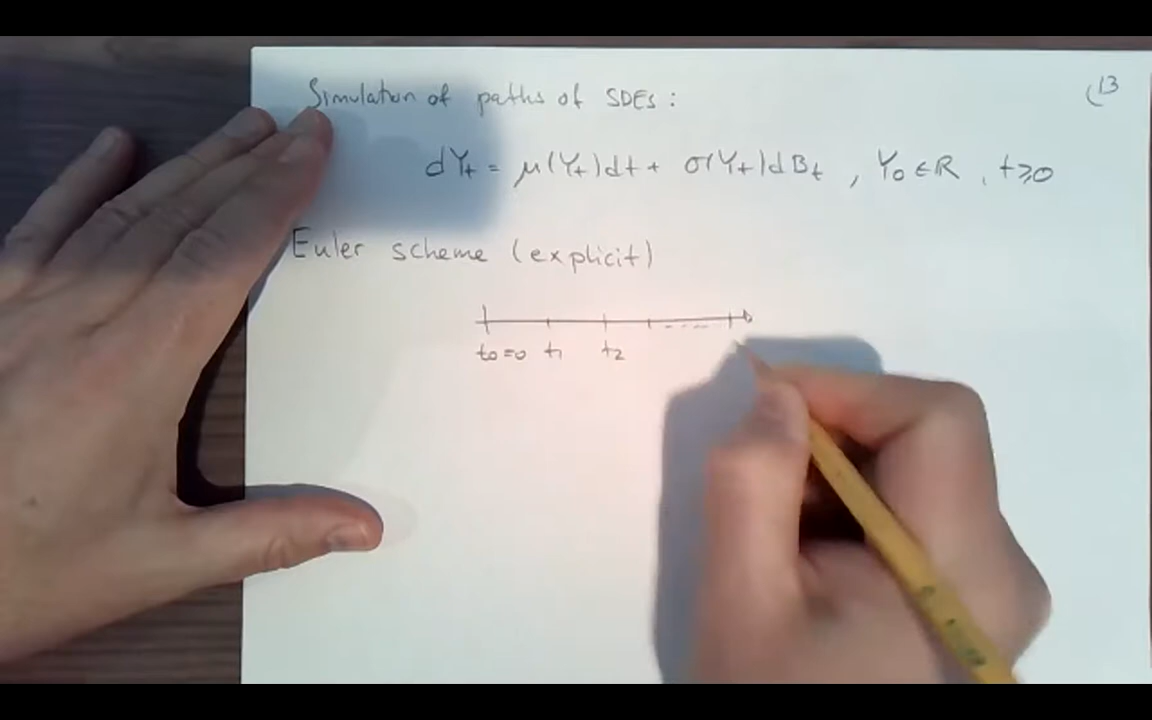 Simulation of paths of SDEs :
(13
dYt = μ(Yt)dt + σ(Yt)dBt , Y0 ∈ R , t≥0
Euler scheme (explicit)
t0=0 t1 t2